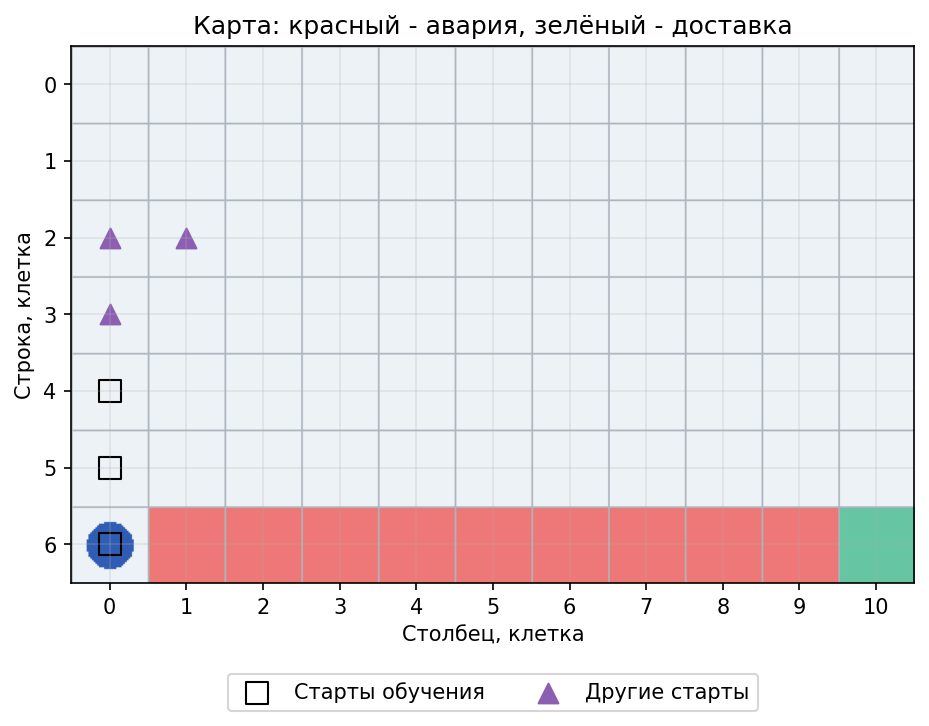 Карта: красный - авария, зелёный - доставка
Строка, клетка
0
1
2
3
4
5
6
0 1 2 3 4 5 6 7 8 9 10
Столбец, клетка
Старты обучения
Другие старты